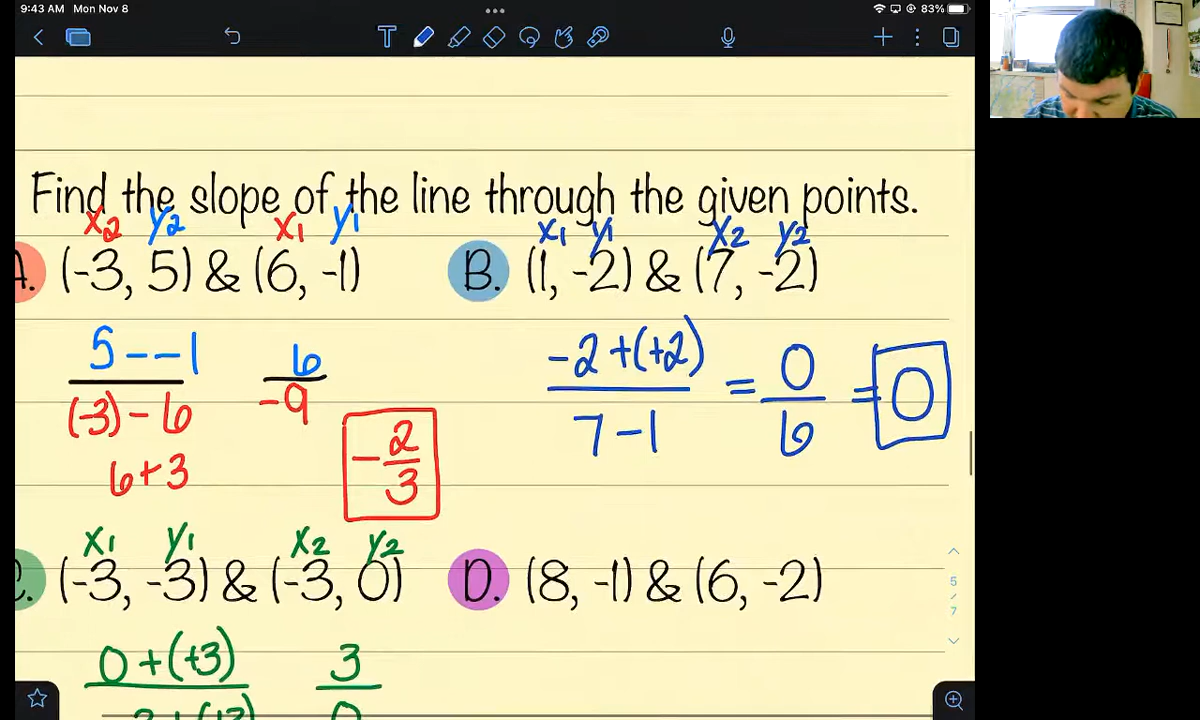 9:43 AM Mon Nov 8
83%
Find the slope of the line through the given points.
x2 y2 x1 y1
A. (-3, 5) & (6, -1)
5 - -1
(-3) - 6
6 + 3
6
-9
- 2
3
x1 y1 x2 y2
B. (1, -2) & (7, -2)
-2 + (+2)
7 - 1
= 0
6
= 0
x1 y1 x2 y2
C. (-3, -3) & (-3, 0)
0 + (+3)
-3 + (+3)
3
0
D. (8, -1) & (6, -2)
5
/
7